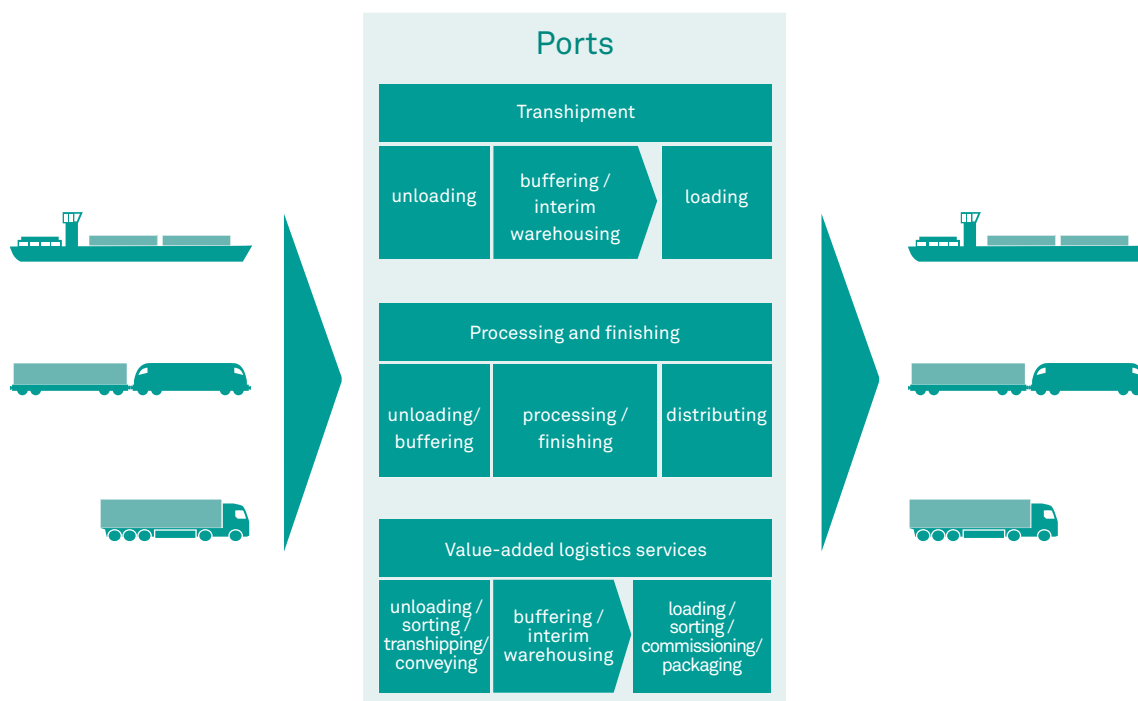 Ports
Transhipment
unloading
buffering /
interim
warehousing
loading
Processing and finishing
unloading/
buffering
processing /
finishing
distributing
Value-added logistics services
unloading /
sorting /
transhipping/
conveying
buffering /
interim
warehousing
loading /
sorting /
commissioning/
packaging